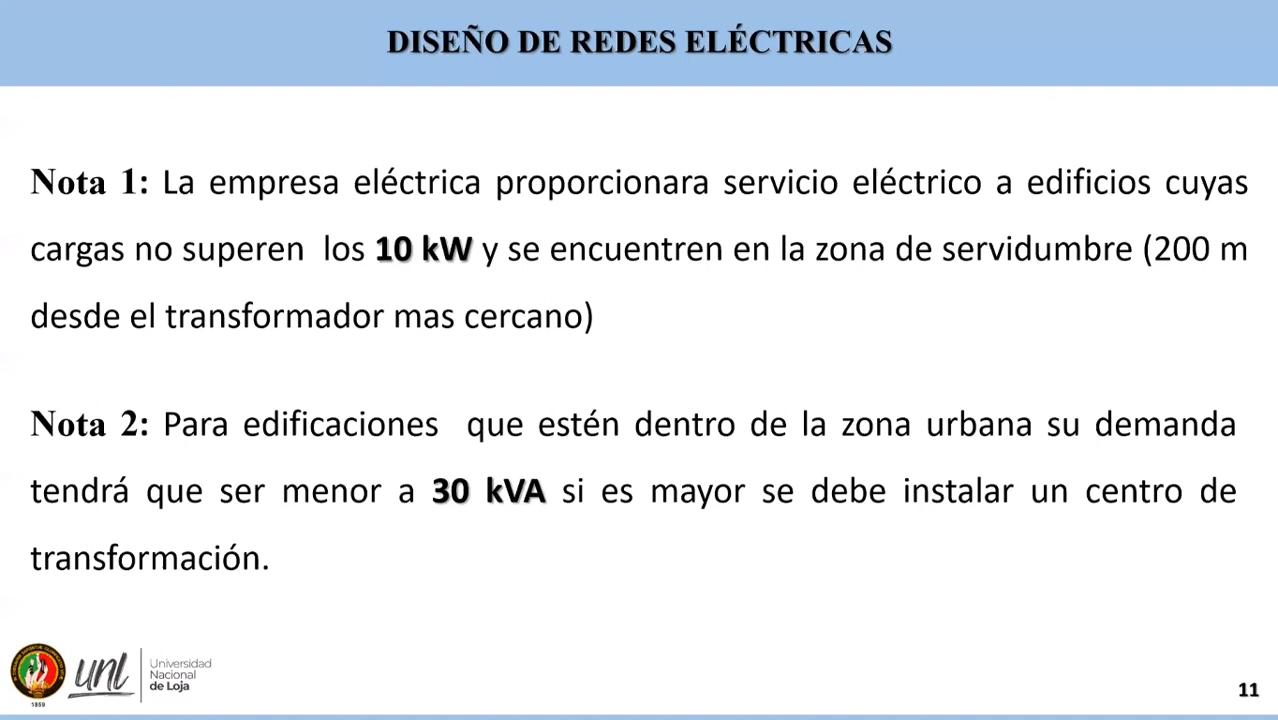 DISEÑO DE REDES ELÉCTRICAS
Nota 1: La empresa eléctrica proporcionara servicio eléctrico a edificios cuyas
cargas no superen los 10 kW y se encuentren en la zona de servidumbre (200 m
desde el transformador mas cercano)
Nota 2: Para edificaciones que estén dentro de la zona urbana su demanda
tendrá que ser menor a 30 kVA si es mayor se debe instalar un centro de
transformación.
unl
Universidad
Nacional
de Loja
1859
11